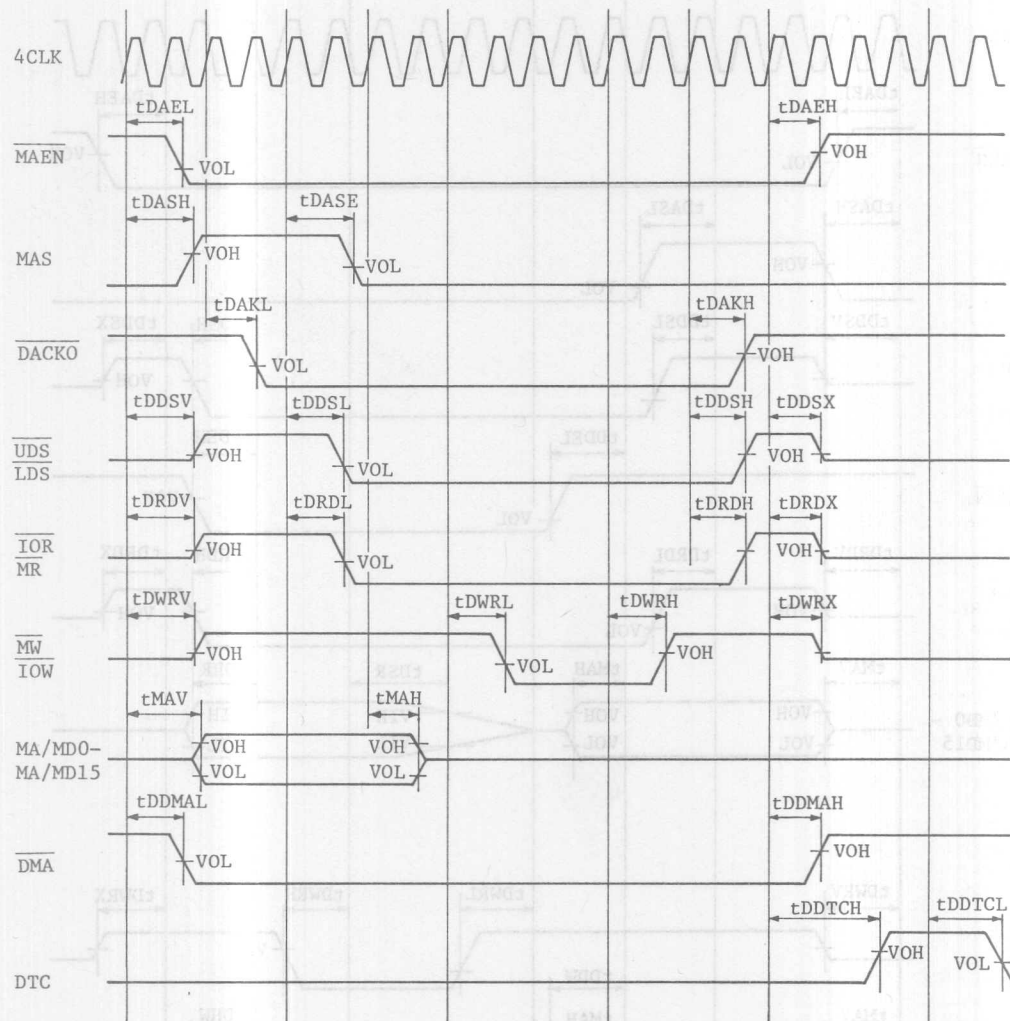 4CLK
tDAEL tDAEH
MAEN VOL VOH
tDASH tDASE
MAS VOH VOL
tDAKL tDAKH
DACKO VOL VOH
tDDSV tDDSL tDDSH tDDSX
UDS VOH VOL VOH
LDS
tDRDV tDRDL tDRDH tDRDX
IOR VOH VOL VOH
MR
tDWRV tDWRL tDWRH tDWRX
MW VOH VOL VOH
IOW
tMAV tMAH
MA/MD0- VOH VOH
MA/MD15 VOL VOL
tDDMAL tDDMAH
DMA VOL VOH
tDDTCH tDDTCL
DTC VOH VOL